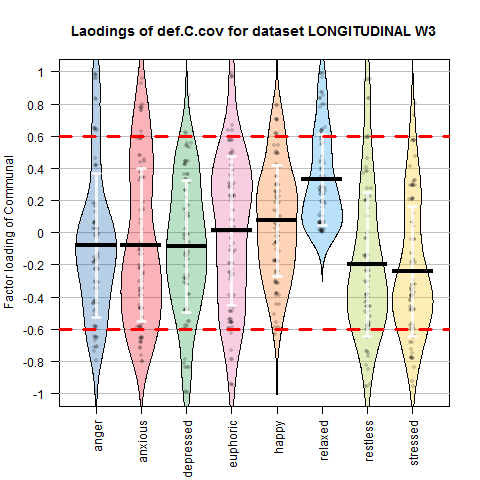 Laodings of def.C.cov for dataset LONGITUDINAL W3
Factor loading of Communal
1
0.8
0.6
0.4
0.2
0
-0.2
-0.4
-0.6
-0.8
-1
anger
anxious
depressed
euphoric
happy
relaxed
restless
stressed